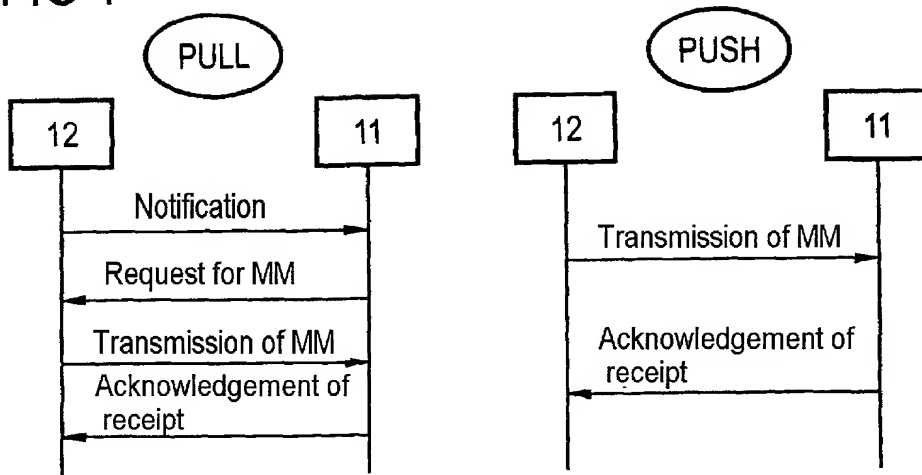 PULL
12
11
Notification
Request for MM
Transmission of MM
Acknowledgement of
receipt
PUSH
12
11
Transmission of MM
Acknowledgement of
receipt